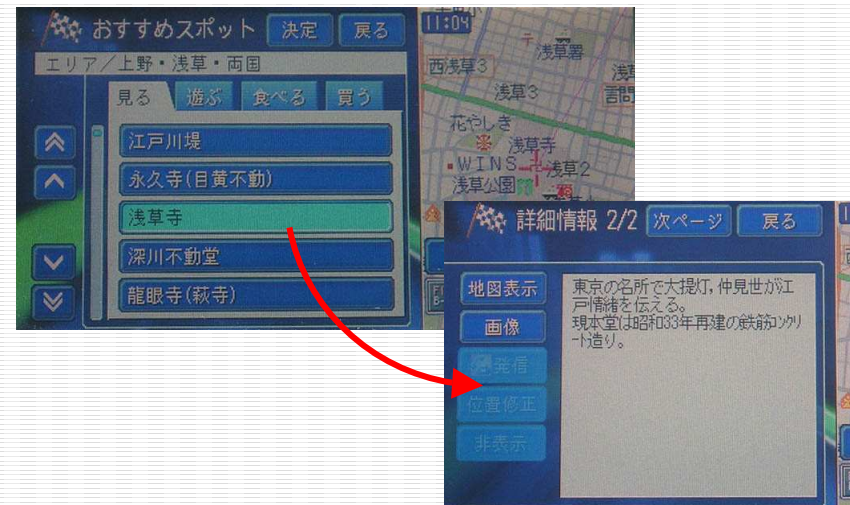 おすすめスポット 決定 戻る
エリア／上野・浅草・両国
見る 遊ぶ 食べる 買う
江戸川堤
永久寺(目黄不動)
浅草寺
深川不動堂
龍眼寺(萩寺)
11:04
浅草署
西浅草3
浅草3
言問
花やしき
浅草寺
WINS
浅草2
浅草公園
詳細情報 2/2 次ページ 戻る
地図表示
画像
発信
位置修正
非表示
東京の名所で大提灯,仲見世が江
戸情緒を伝える。
現本堂は昭和33年再建の鉄筋ｺﾝｸﾘ
ｰﾄ造り。